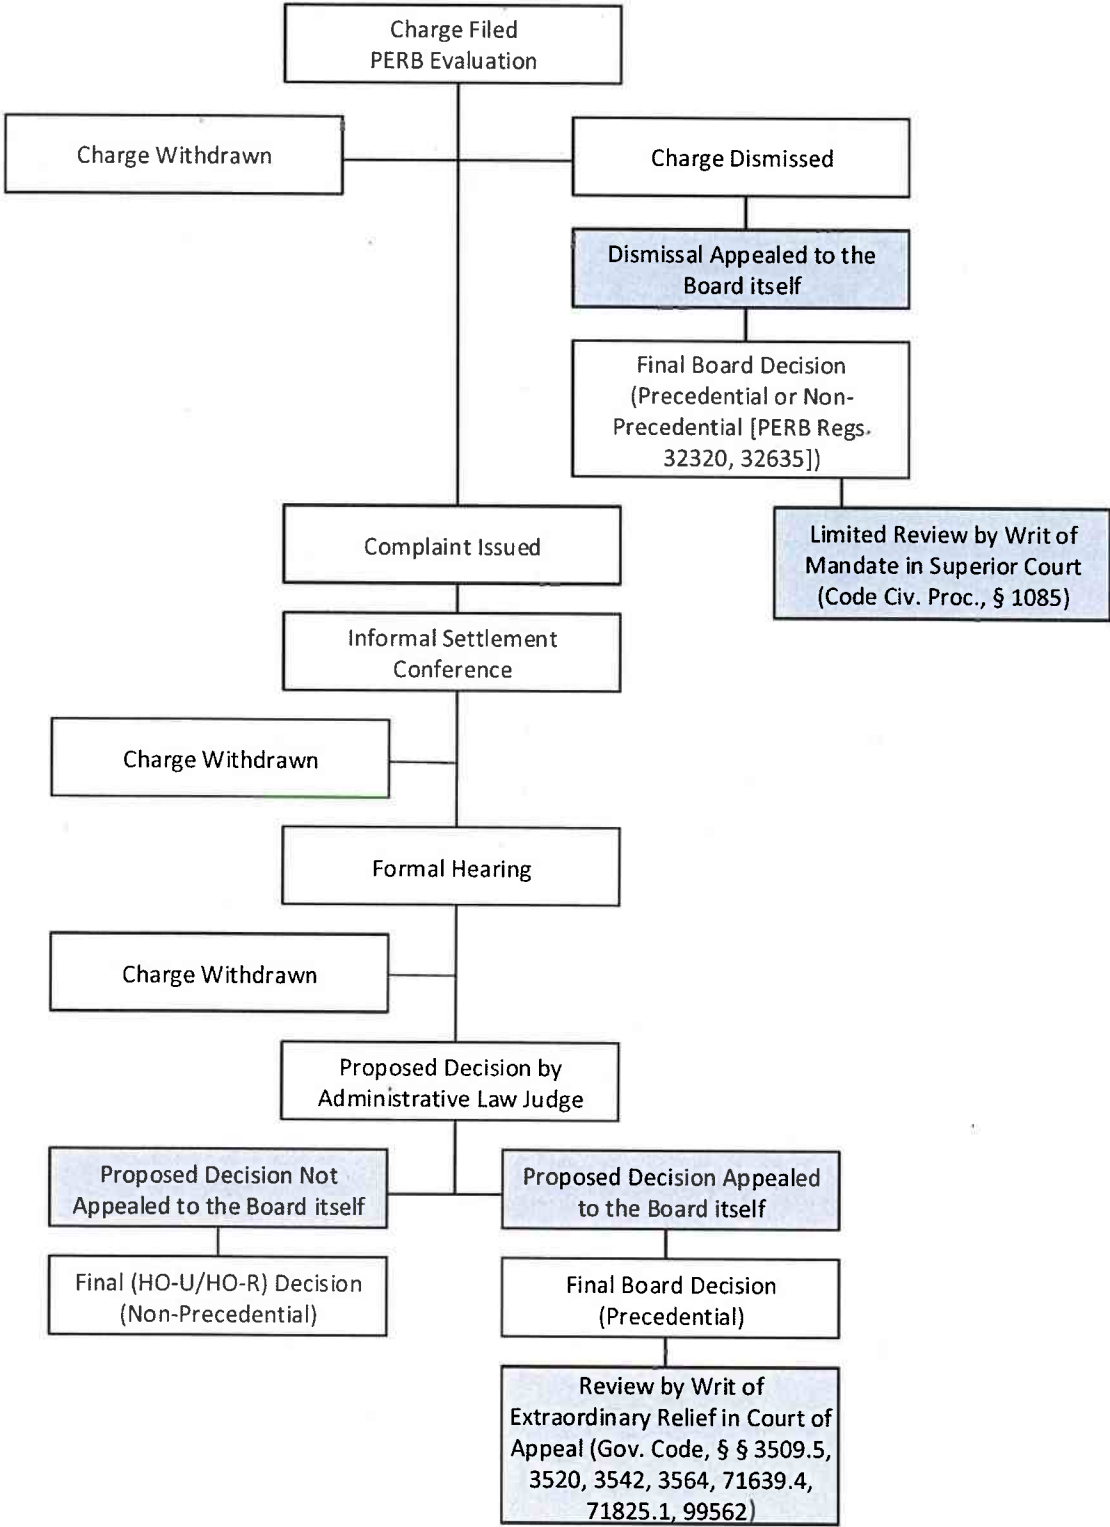 Charge Filed
PERB Evaluation
Charge Withdrawn
Charge Dismissed
Dismissal Appealed to the
Board itself
Final Board Decision
(Precedential or Non-
Precedential [PERB Regs.
32320, 32635])
Limited Review by Writ of
Mandate in Superior Court
(Code Civ. Proc., § 1085)
Complaint Issued
Informal Settlement
Conference
Charge Withdrawn
Formal Hearing
Charge Withdrawn
Proposed Decision by
Administrative Law Judge
Proposed Decision Not
Appealed to the Board itself
Proposed Decision Appealed
to the Board itself
Final (HO-U/HO-R) Decision
(Non-Precedential)
Final Board Decision
(Precedential)
Review by Writ of
Extraordinary Relief in Court of
Appeal (Gov. Code, § § 3509.5,
3520, 3542, 3564, 71639.4,
71825.1, 99562)